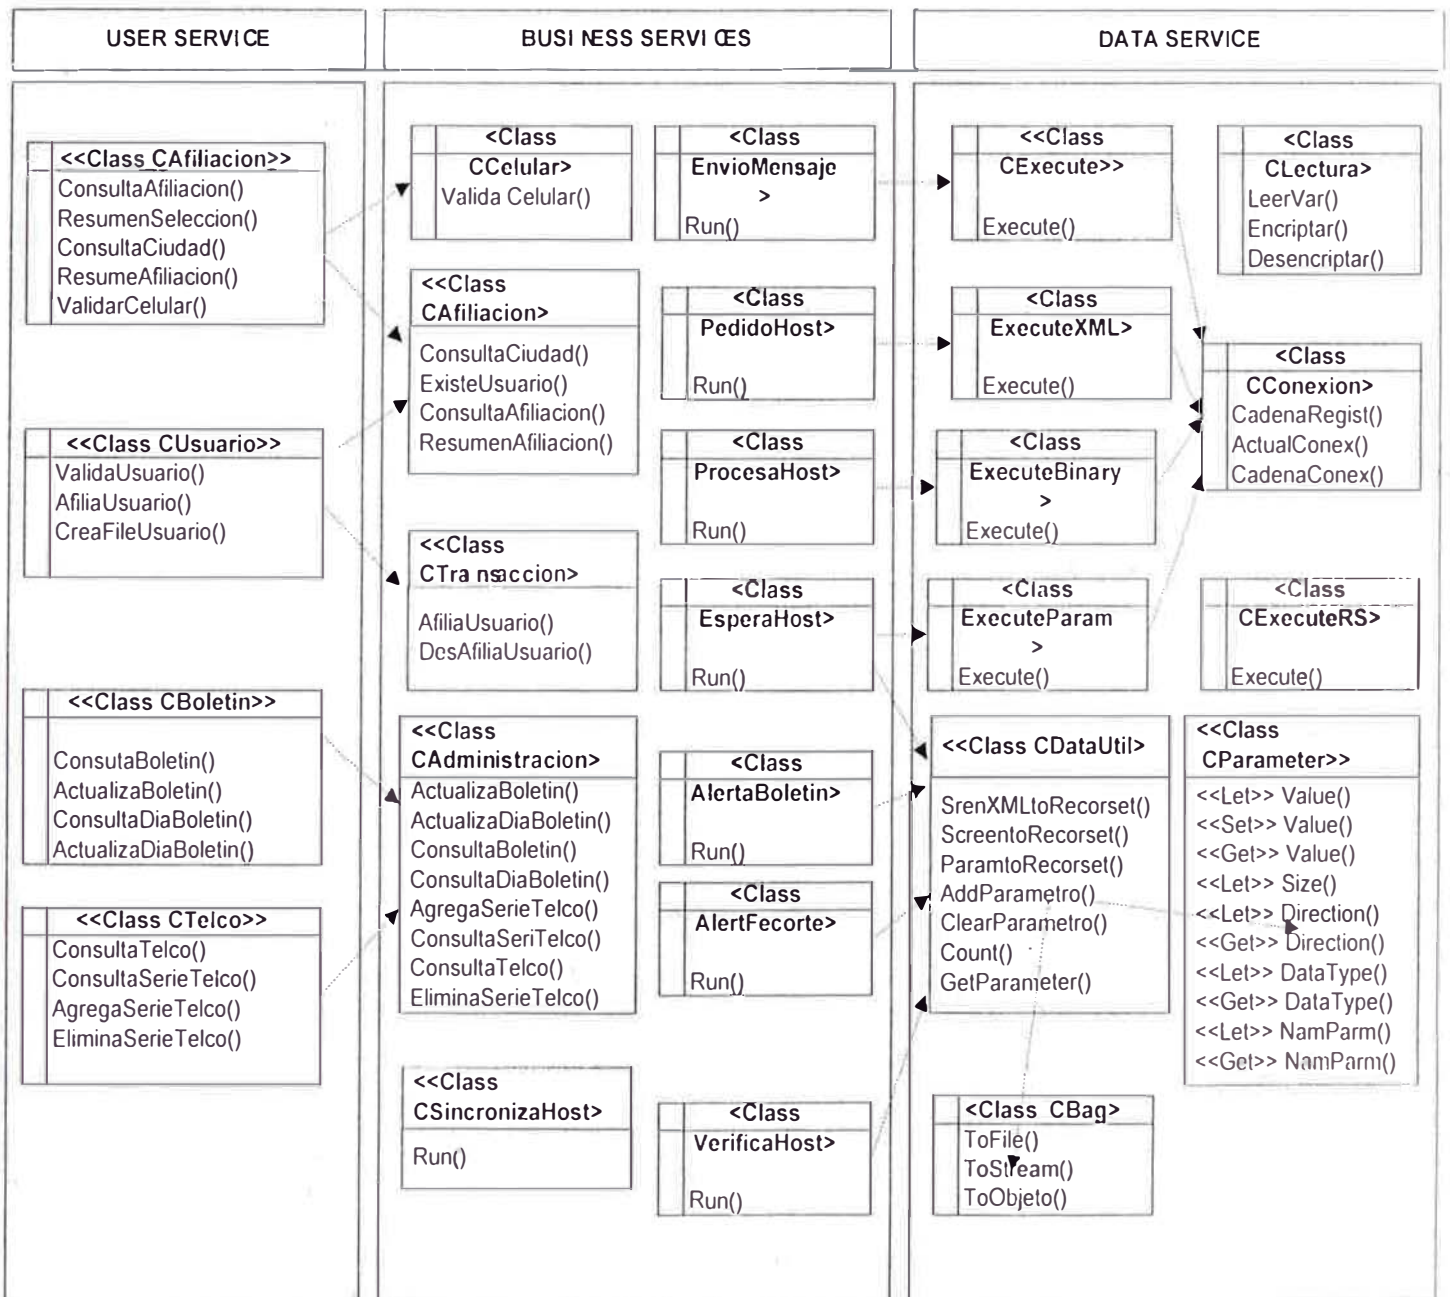 USER SERVICE
BUSINESS SERVICES
DATA SERVICE
<<Class CAfiliacion>>
ConsultaAfiliacion()
ResumenSeleccion()
ConsultaCiudad()
ResumeAfiliacion()
ValidarCelular()
<<Class CUsuario>>
ValidaUsuario()
AfiliaUsuario()
CreaFileUsuario()
<<Class CBoletin>>
ConsutaBoletin()
ActualizaBoletin()
ConsultaDiaBoletin()
ActualizaDiaBoletin()
<<Class CTelco>>
ConsultaTelco()
ConsultaSerieTelco()
AgregaSerieTelco()
EliminaSerieTelco()
<Class
CCelular>
Valida Celular()
<<Class
CAfiliacion>
ConsultaCiudad()
ExisteUsuario()
ConsultaAfiliacion()
ResumenAfiliacion()
<<Class
CTransaccion>
AfiliaUsuario()
DesAfiliaUsuario()
<<Class
CAdministracion>
ActualizaBoletin()
ActualizaDiaBoletin()
ConsultaBoletin()
ConsultaDiaBoletin()
AgregaSerieTelco()
ConsultaSeriTelco()
ConsultaTelco()
EliminaSerieTelco()
<<Class
CSincronizaHost>
Run()
<Class
EnvioMensaje
>
Run()
<Class
PedidoHost>
Run()
<Class
ProcesaHost>
Run()
<Class
EsperaHost>
Run()
<Class
AlertaBoletin>
Run()
<Class
AlertFecorte>
Run()
<Class
VerificaHost>
Run()
<<Class
CExecute>>
Execute()
<Class
ExecuteXML>
Execute()
<Class
ExecuteBinary
>
Execute()
<Class
ExecuteParam
>
Execute()
<<Class CDataUtil>
SrenXMLtoRecorset()
ScreentoRecorset()
ParamtoRecorset()
AddParametro()
ClearParametro()
Count()
GetParameter()
<Class CBag>
ToFile()
ToStream()
ToObjeto()
<Class
CLectura>
LeerVar()
Encriptar()
Desencriptar()
<Class
CConexion>
CadenaRegist()
ActualConex()
CadenaConex()
<Class
CExecuteRS>
Execute()
<<Class
CParameter>>
<<Let>> Value()
<<Set>> Value()
<<Get>> Value()
<<Let>> Size()
<<Let>> Direction()
<<Get>> Direction()
<<Let>> DataType()
<<Get>> DataType()
<<Let>> NamParm()
<<Get>> NamParm()